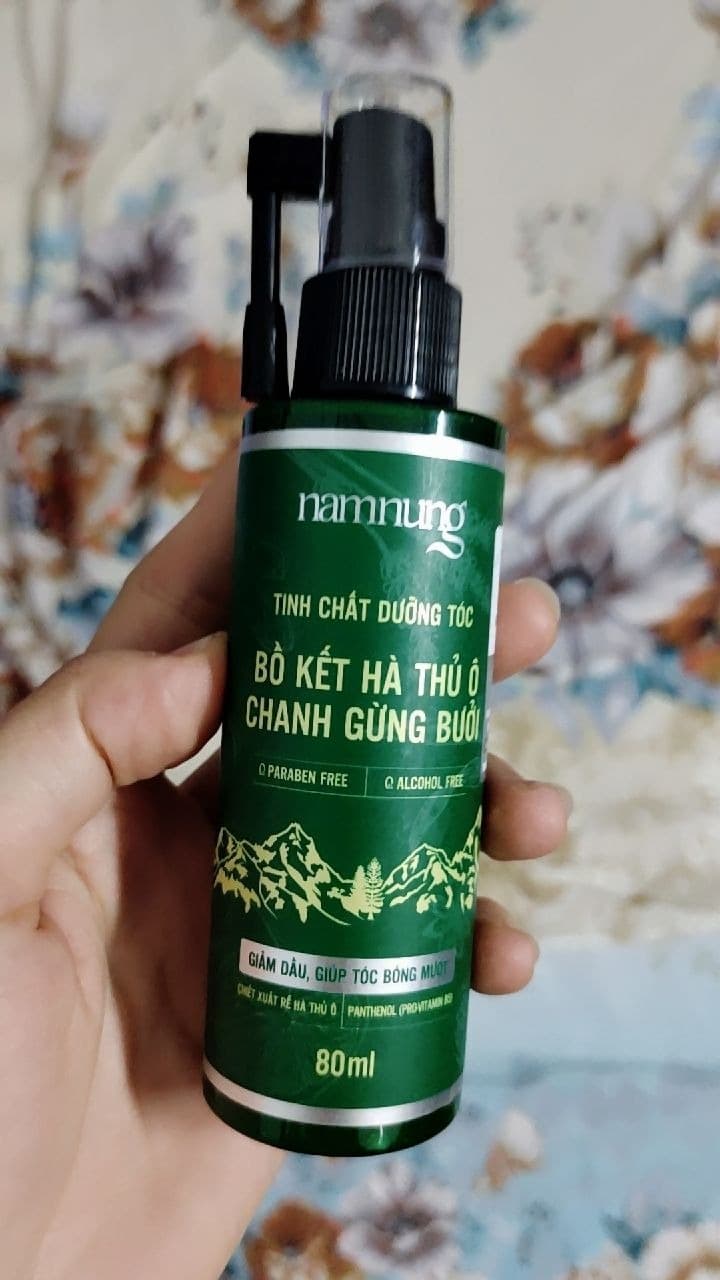 namnung
TINH CHẤT DƯỠNG TÓC
BỒ KẾT HÀ THỦ Ô
CHANH GỪNG BƯỞI
PARABEN FREE ALCOHOL FREE
GIẢM DẦU, GIÚP TÓC BÓNG MƯỢT
CHIẾT XUẤT RỄ HÀ THỦ Ô PANTHENOL (PRO-VITAMIN B5)
80ml